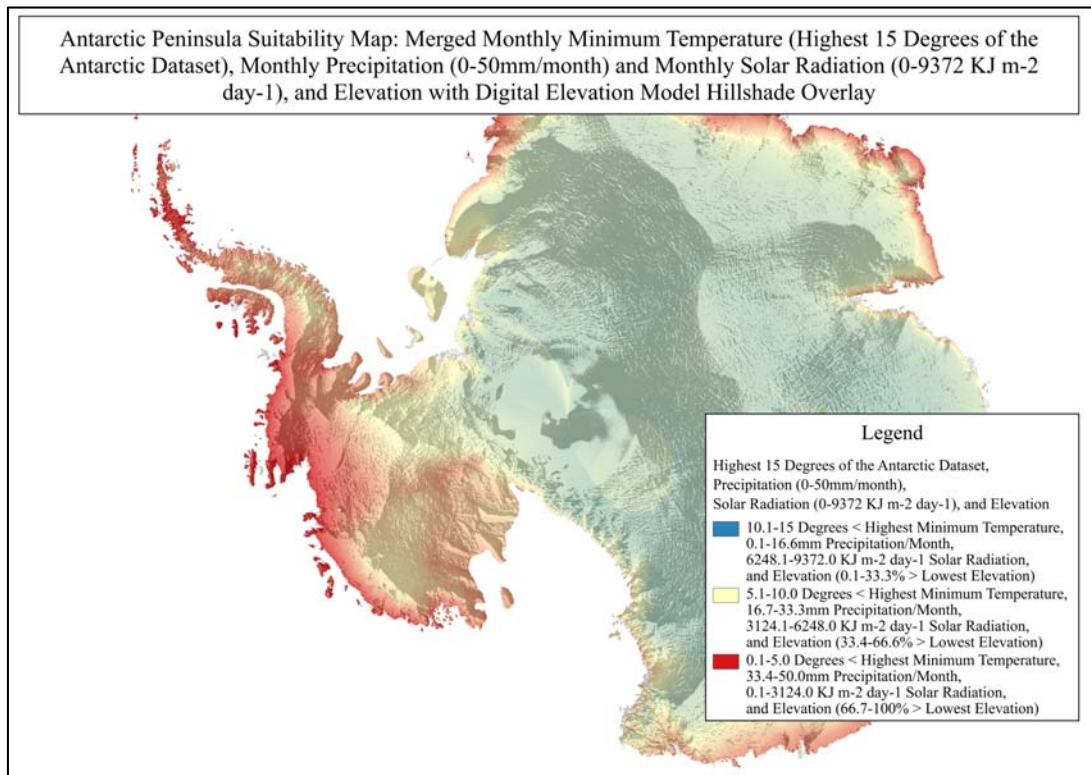 Antarctic Peninsula Suitability Map: Merged Monthly Minimum Temperature (Highest 15 Degrees of the
Antarctic Dataset), Monthly Precipitation (0-50mm/month) and Monthly Solar Radiation (0-9372 KJ m-2
day-1), and Elevation with Digital Elevation Model Hillshade Overlay
Legend
Highest 15 Degrees of the Antarctic Dataset,
Precipitation (0-50mm/month),
Solar Radiation (0-9372 KJ m-2 day-1), and Elevation
10.1-15 Degrees < Highest Minimum Temperature,
0.1-16.6mm Precipitation/Month,
6248.1-9372.0 KJ m-2 day-1 Solar Radiation,
and Elevation (0.1-33.3% > Lowest Elevation)
5.1-10.0 Degrees < Highest Minimum Temperature,
16.7-33.3mm Precipitation/Month,
3124.1-6248.0 KJ m-2 day-1 Solar Radiation,
and Elevation (33.4-66.6% > Lowest Elevation)
0.1-5.0 Degrees < Highest Minimum Temperature,
33.4-50.0mm Precipitation/Month,
0.1-3124.0 KJ m-2 day-1 Solar Radiation,
and Elevation (66.7-100% > Lowest Elevation)